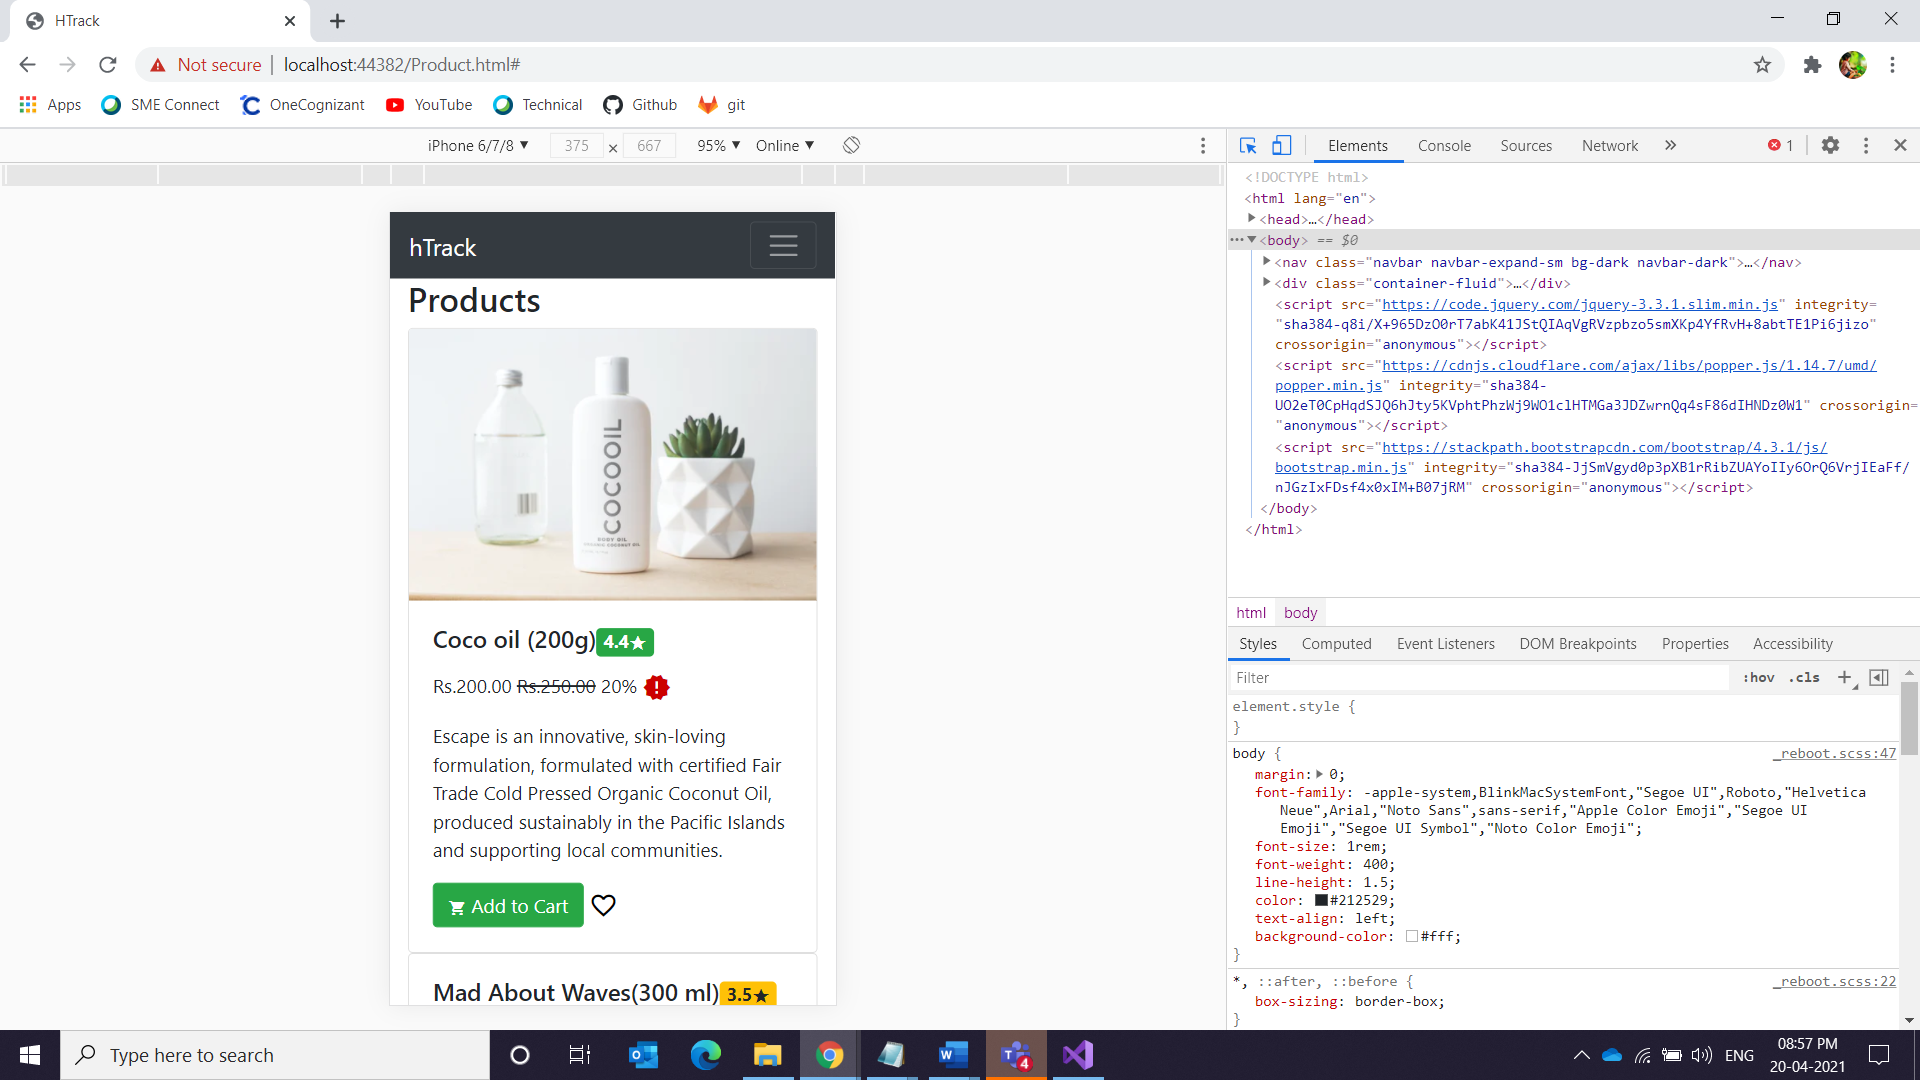 HTrack
Not secure | localhost:44382/Product.html#
Apps SME Connect OneCognizant YouTube Technical Github git
iPhone 6/7/8 ▼ 375 x 667 95% ▼ Online ▼
hTrack
Products
COCOOIL
BODY OIL
ORGANIC COCONUT OIL
Coco oil (200g) 4.4★
Rs.200.00 Rs.250.00 20%
Escape is an innovative, skin-loving
formulation, formulated with certified Fair
Trade Cold Pressed Organic Coconut Oil,
produced sustainably in the Pacific Islands
and supporting local communities.
Add to Cart
Mad About Waves(300 ml) 3.5★
Elements Console Sources Network » 1
<!DOCTYPE html>
<html lang="en">
<head>…</head>
<body> == $0
<nav class="navbar navbar-expand-sm bg-dark navbar-dark">…</nav>
<div class="container-fluid">…</div>
<script src="https://code.jquery.com/jquery-3.3.1.slim.min.js" integrity=
"sha384-q8i/X+965DzO0rT7abK41JStQIAqVgRVzpbzo5smXKp4YfRvH+8abtTE1Pi6jizo"
crossorigin="anonymous"></script>
<script src="https://cdnjs.cloudflare.com/ajax/libs/popper.js/1.14.7/umd/
popper.min.js" integrity="sha384-
UO2eT0CpHqdSJQ6hJty5KVphtPhzWj9WO1clHTMGa3JDZwrnQq4sF86dIHNDz0W1" crossorigin=
"anonymous"></script>
<script src="https://stackpath.bootstrapcdn.com/bootstrap/4.3.1/js/
bootstrap.min.js" integrity="sha384-JjSmVgyd0p3pXB1rRibZUAYoIIy6OrQ6VrjIEaFf/
nJGzIxFDsf4x0xIM+B07jRM" crossorigin="anonymous"></script>
</body>
</html>
html body
Styles Computed Event Listeners DOM Breakpoints Properties Accessibility
Filter :hov .cls +
element.style {
}
body { _reboot.scss:47
margin: 0;
font-family: -apple-system,BlinkMacSystemFont,"Segoe UI",Roboto,"Helvetica
Neue",Arial,"Noto Sans",sans-serif,"Apple Color Emoji","Segoe UI
Emoji","Segoe UI Symbol","Noto Color Emoji";
font-size: 1rem;
font-weight: 400;
line-height: 1.5;
color: #212529;
text-align: left;
background-color: #fff;
}
*, ::after, ::before { _reboot.scss:22
box-sizing: border-box;
}
Type here to search
4
ENG
08:57 PM
20-04-2021